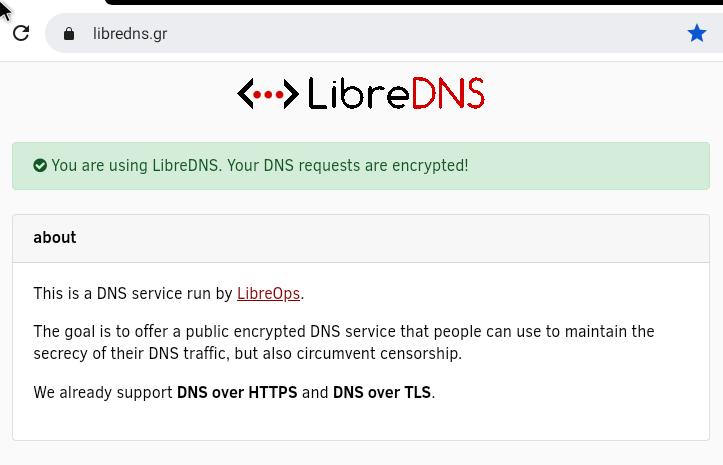 libredns.gr
LibreDNS
You are using LibreDNS. Your DNS requests are encrypted!
about
This is a DNS service run by LibreOps.
The goal is to offer a public encrypted DNS service that people can use to maintain the
secrecy of their DNS traffic, but also circumvent censorship.
We already support DNS over HTTPS and DNS over TLS.